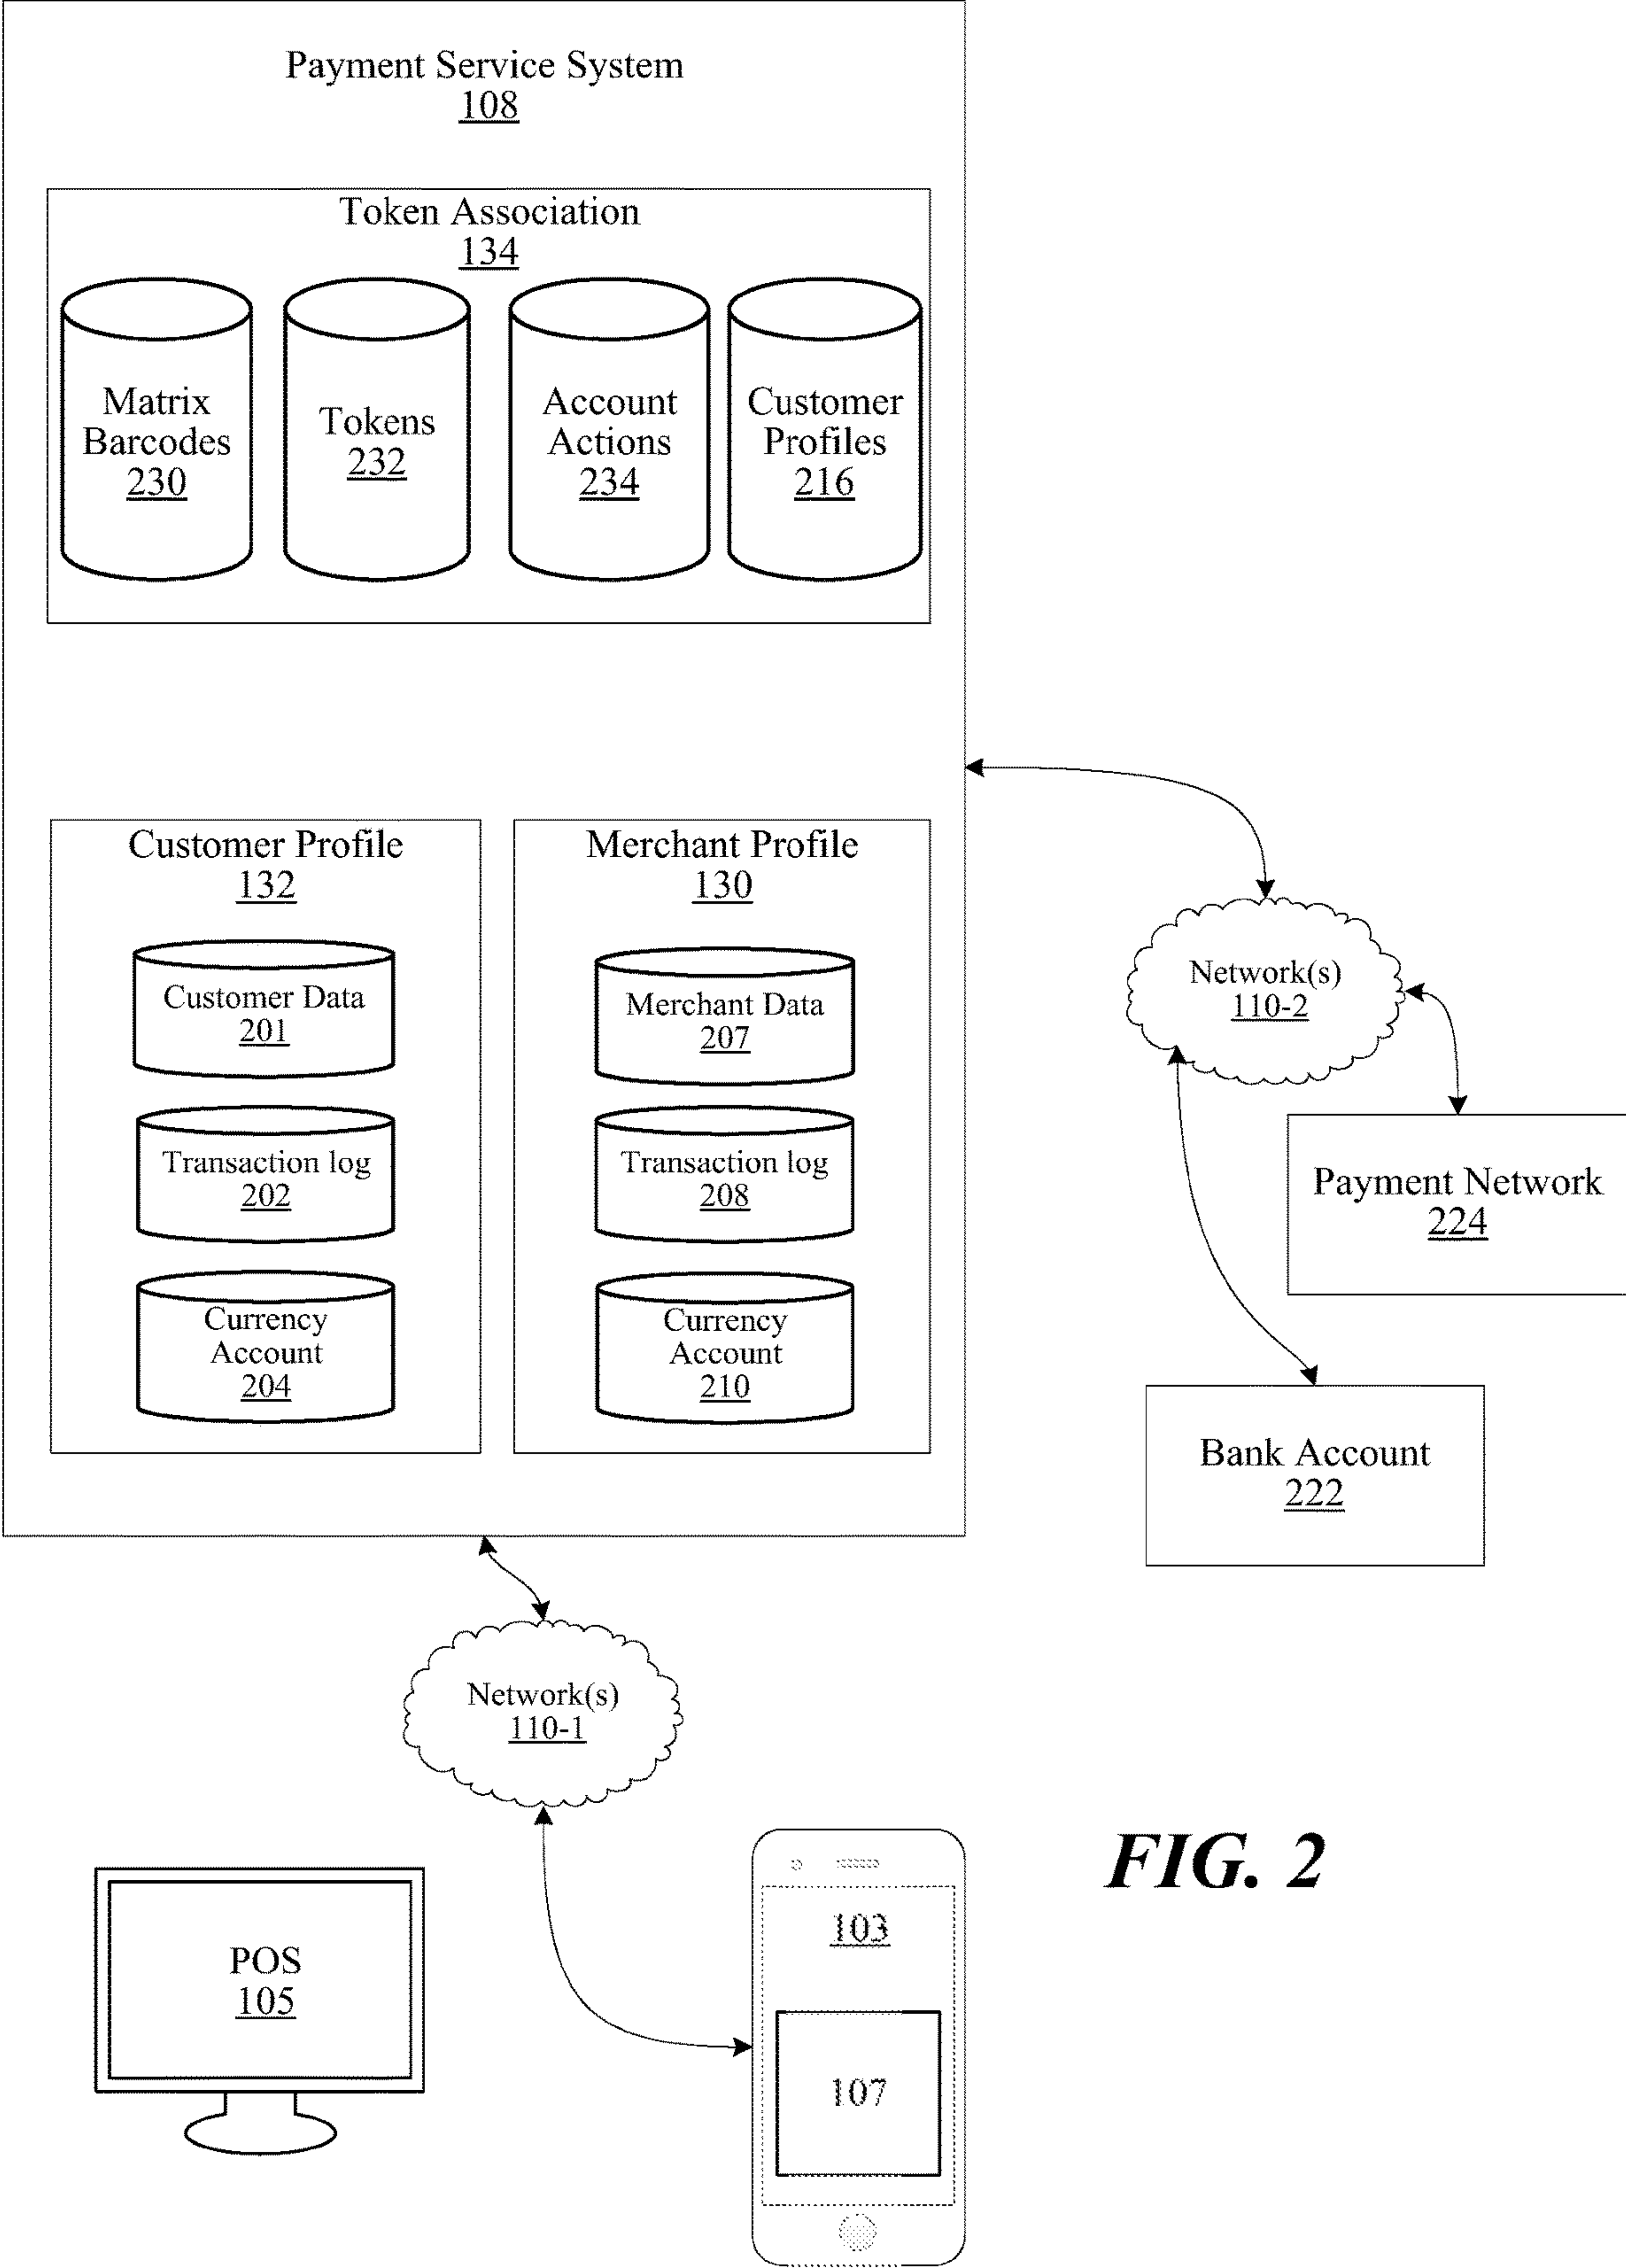 Payment Service System
108
Token Association
134
Matrix
Barcodes
230
Tokens
232
Account
Actions
234
Customer
Profiles
216
Customer Profile
132
Customer Data
201
Transaction log
202
Currency
Account
204
Merchant Profile
130
Merchant Data
207
Transaction log
208
Currency
Account
210
Network(s)
110-2
Payment Network
224
Bank Account
222
Network(s)
110-1
POS
105
103
107
FIG. 2